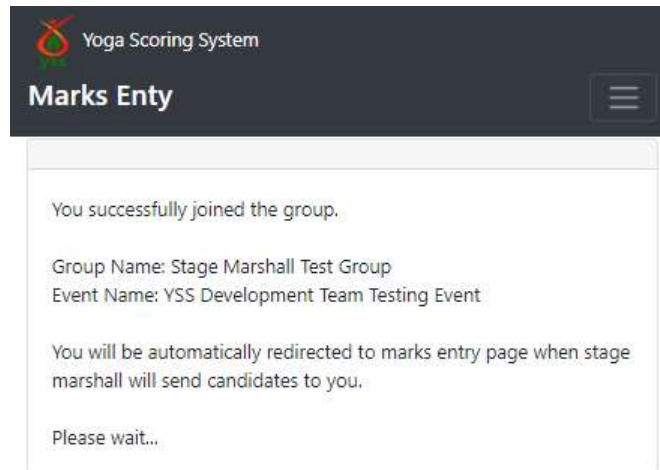 Yoga Scoring System
yss
Marks Enty
You successfully joined the group.
Group Name: Stage Marshall Test Group
Event Name: YSS Development Team Testing Event
You will be automatically redirected to marks entry page when stage
marshall will send candidates to you.
Please wait...